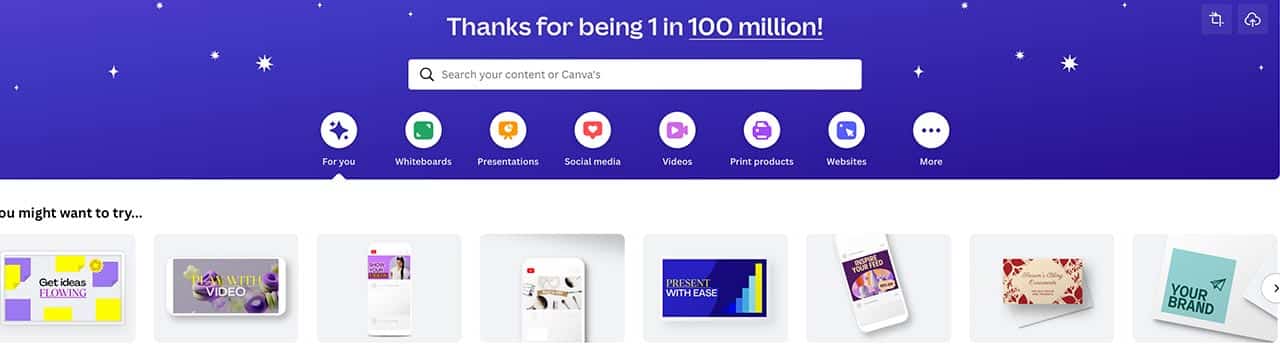 Thanks for being 1 in 100 million!
Search your content or Canva's
For you
Whiteboards
Presentations
Social media
Videos
Print products
Websites
More
ou might want to try...
Get ideas
FLOWING
PLAY WITH
VIDEO
SHOW
YOUR
PRESENT
WITH EASE
INSPIRE
YOUR FEED
YOUR
BRAND